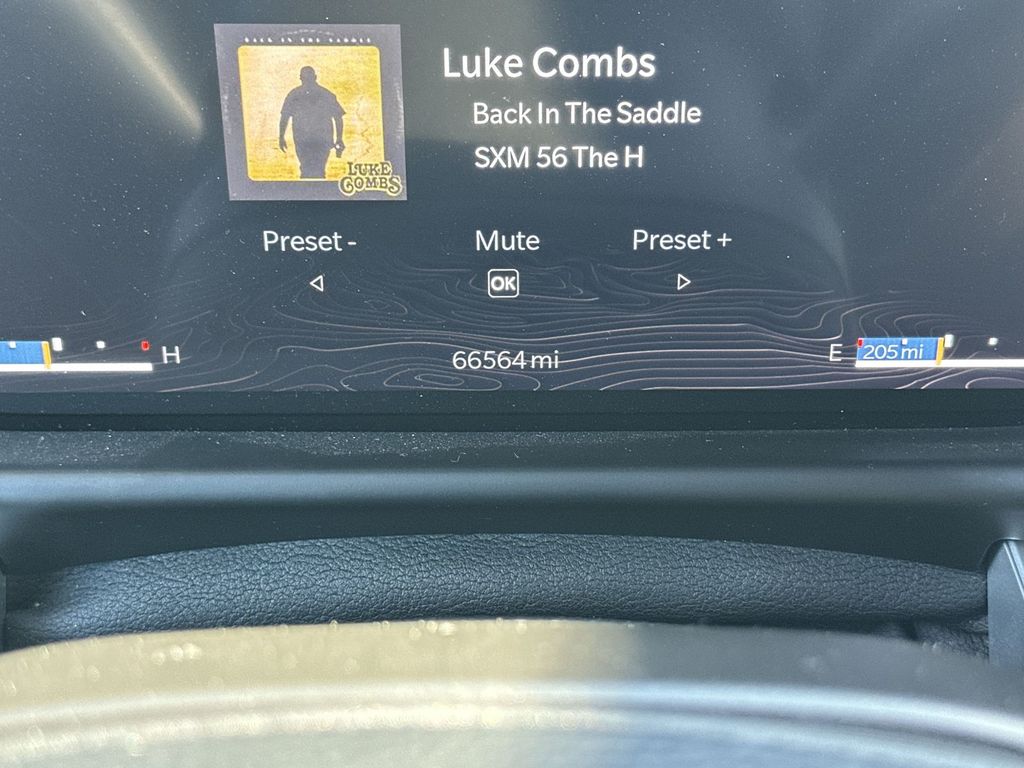 BACK IN THE SADDLE
LUKE
COMBS
Luke Combs
Back In The Saddle
SXM 56 The H
Preset - Mute Preset +
OK
H 66564 mi E 205 mi